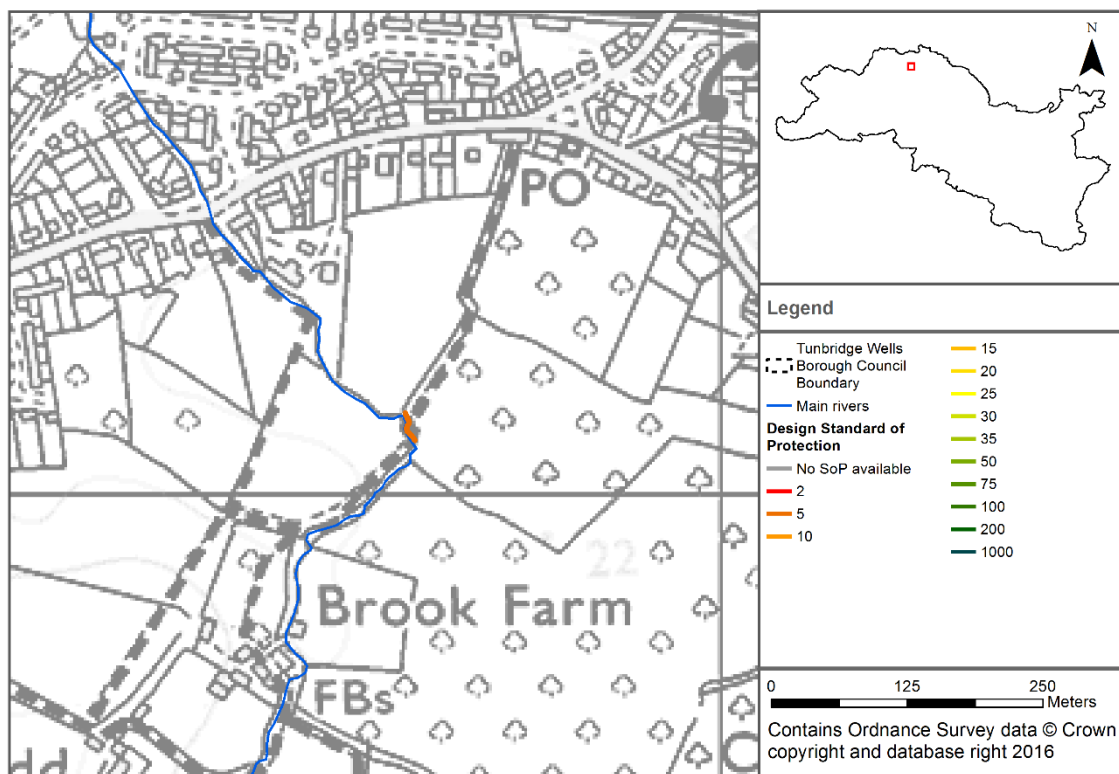 PO
22
Brook Farm
FBs
N
Legend
Tunbridge Wells
Borough Council
Boundary
Main rivers
Design Standard of
Protection
No SoP available
2
5
10
15
20
25
30
35
50
75
100
200
1000
0 125 250
Meters
Contains Ordnance Survey data © Crown
copyright and database right 2016